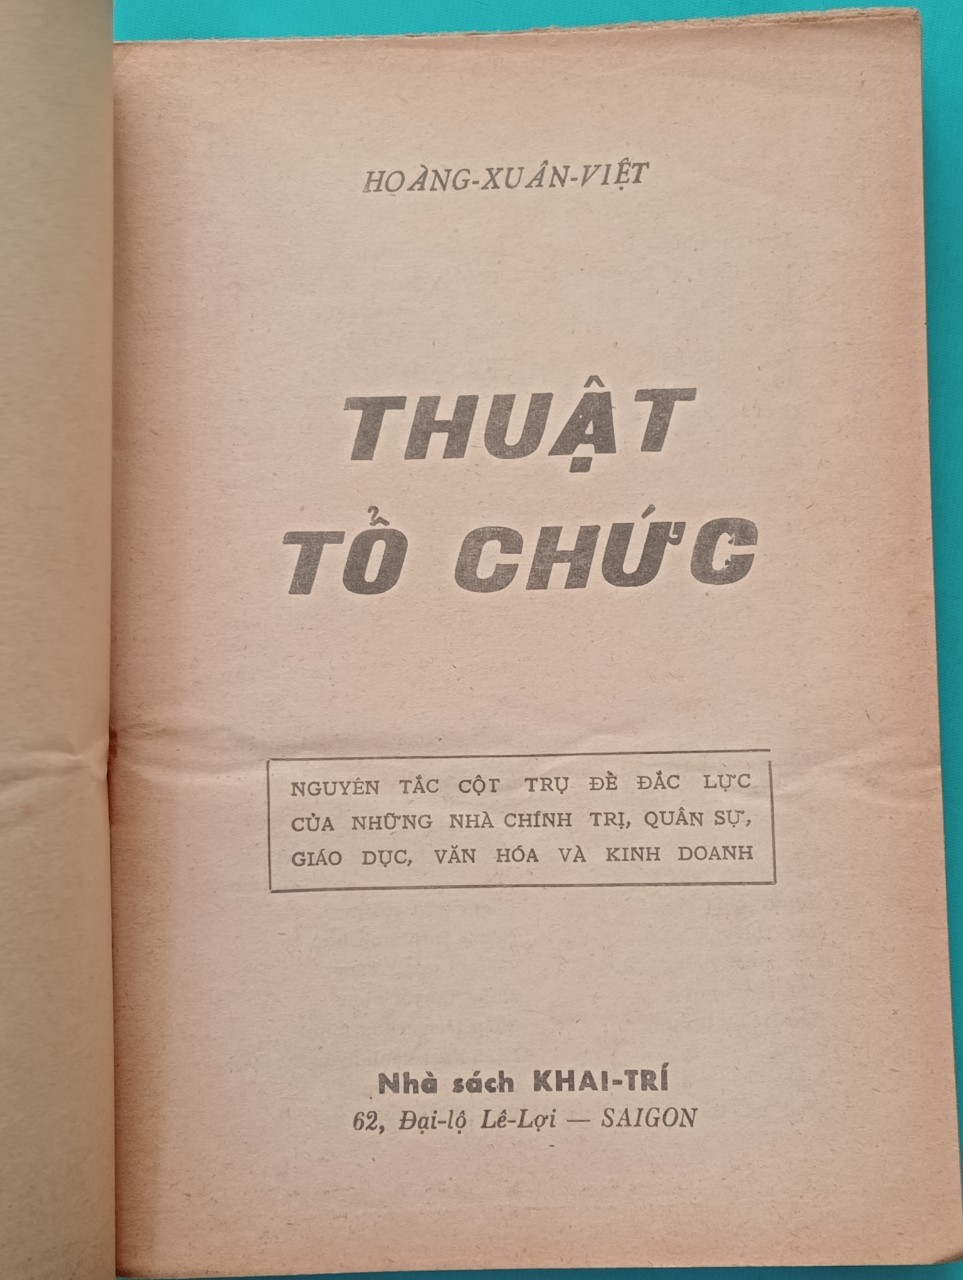 HOÀNG-XUÂN-VIỆT
THUẬT
TỔ CHỨC
NGUYÊN TẮC CỘT TRỤ ĐỀ ĐẮC LỰC
CỦA NHỮNG NHÀ CHÍNH TRỊ, QUÂN SỰ,
GIÁO DỤC, VĂN HÓA VÀ KINH DOANH
Nhà sách KHAI-TRÍ
62, Đại-lộ Lê-Lợi — SAIGON